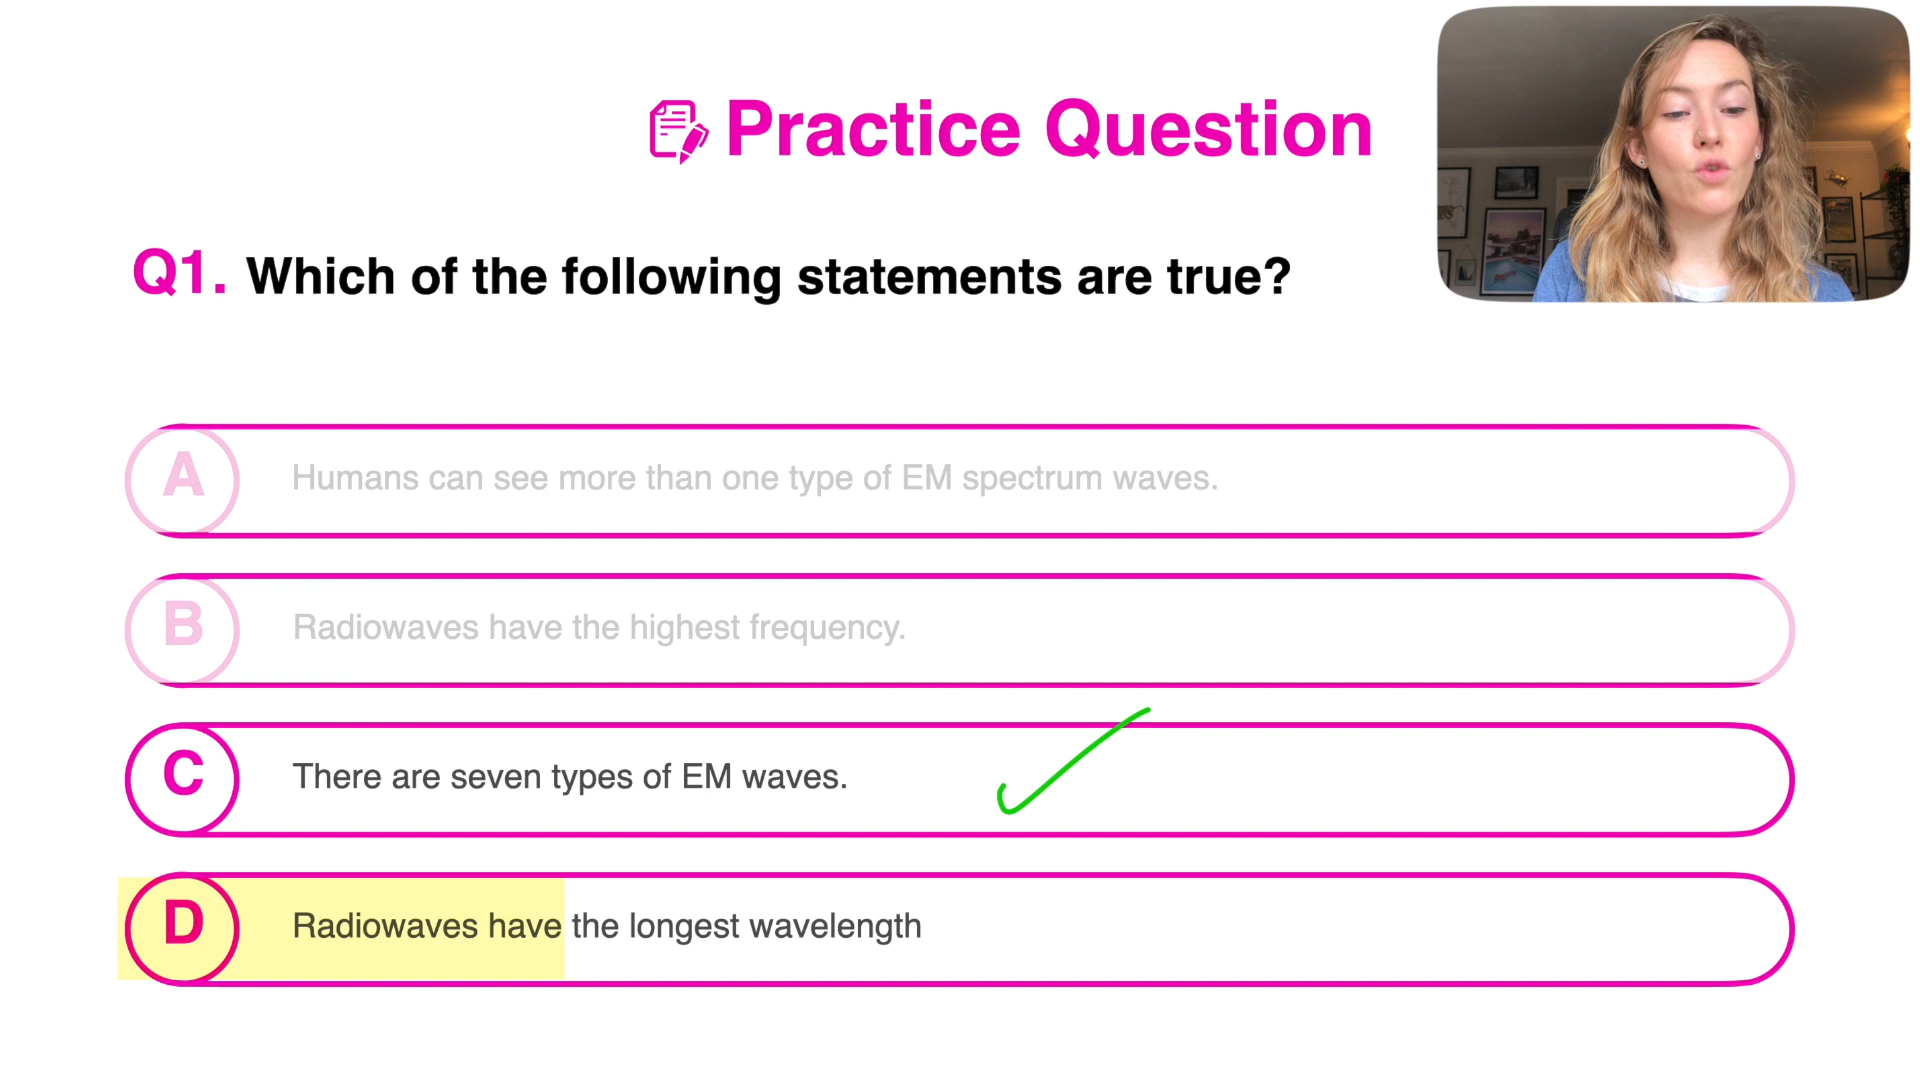 Practice Question
Q1. Which of the following statements are true?
A Humans can see more than one type of EM spectrum waves.
B Radiowaves have the highest frequency.
C There are seven types of EM waves.
D Radiowaves have the longest wavelength